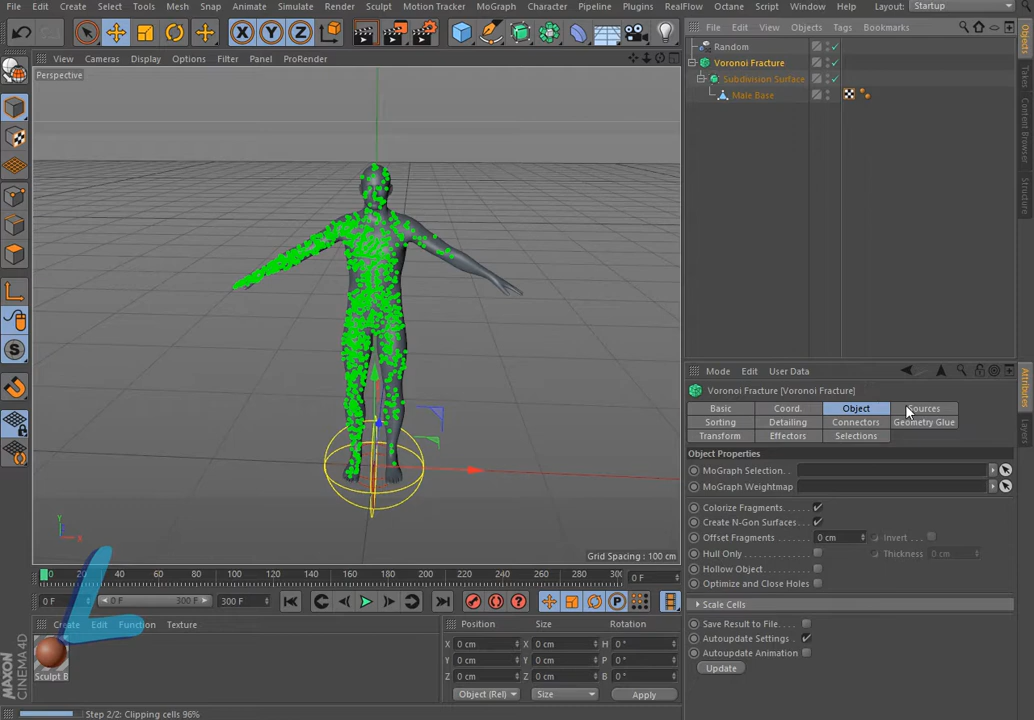 File Edit Create Select Tools Mesh Snap Animate Simulate Render Sculpt Motion Tracker MoGraph Character Pipeline Plugins RealFlow Octane Script Window Help Layout: Startup
X Y Z
File Edit View Objects Tags Bookmarks
Random
Voronoi Fracture
Subdivision Surface
Male Base
View Cameras Display Options Filter Panel ProRender
Perspective
Y
X
Grid Spacing : 100 cm
Objects
Takes
Content Browser
Structure
Attributes
Layers
Mode Edit User Data
Voronoi Fracture [Voronoi Fracture]
Basic Coord. Object Sources
Sorting Detailing Connectors Geometry Glue
Transform Effectors Selections
Object Properties
MoGraph Selection. .
MoGraph Weightmap
Colorize Fragments. . . . . .
Create N-Gon Surfaces . . .
Offset Fragments . . . . . . . 0 cm Invert . .
Hull Only . . . . . . . . . . . . . Thickness 0 cm
Hollow Object . . . . . . . . .
Optimize and Close Holes
Scale Cells
Save Result to File. . . . .
Autoupdate Settings . .
Autoupdate Animation
Update
0 20 40 60 80 100 120 140 160 180 200 220 240 260 280 300 0 F
0 F 0 F 300 F 300 F
Create Edit Function Texture
Sculpt B
Position Size Rotation
X 0 cm X 0 cm H 0 °
Y 0 cm Y 0 cm P 0 °
Z 0 cm Z 0 cm B 0 °
Object (Rel) Size Apply
MAXON CINEMA 4D
Step 2/2: Clipping cells 96%